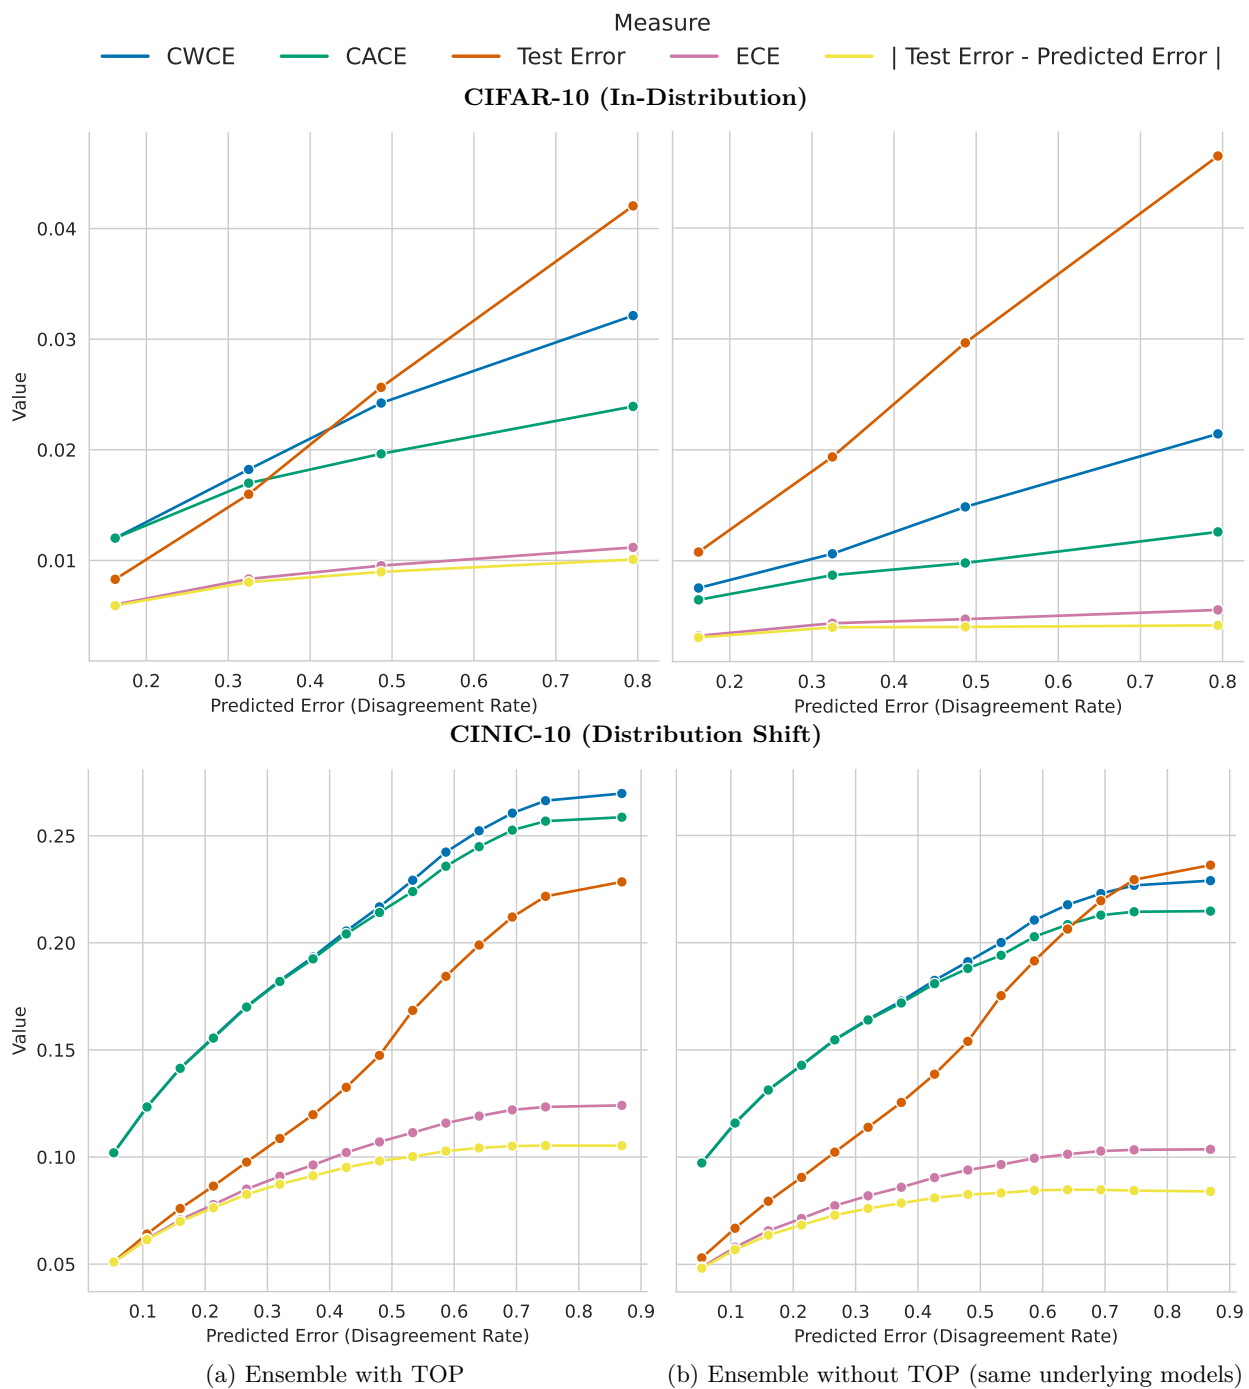 Measure
CWCE CACE Test Error ECE | Test Error - Predicted Error |
CIFAR-10 (In-Distribution)
0.04
0.03
0.02
0.01
Value
0.2 0.3 0.4 0.5 0.6 0.7 0.8
Predicted Error (Disagreement Rate)
0.2 0.3 0.4 0.5 0.6 0.7 0.8
Predicted Error (Disagreement Rate)
CINIC-10 (Distribution Shift)
0.25
0.20
0.15
0.10
0.05
Value
0.1 0.2 0.3 0.4 0.5 0.6 0.7 0.8 0.9
Predicted Error (Disagreement Rate)
0.1 0.2 0.3 0.4 0.5 0.6 0.7 0.8 0.9
Predicted Error (Disagreement Rate)
(a) Ensemble with TOP
(b) Ensemble without TOP (same underlying models)